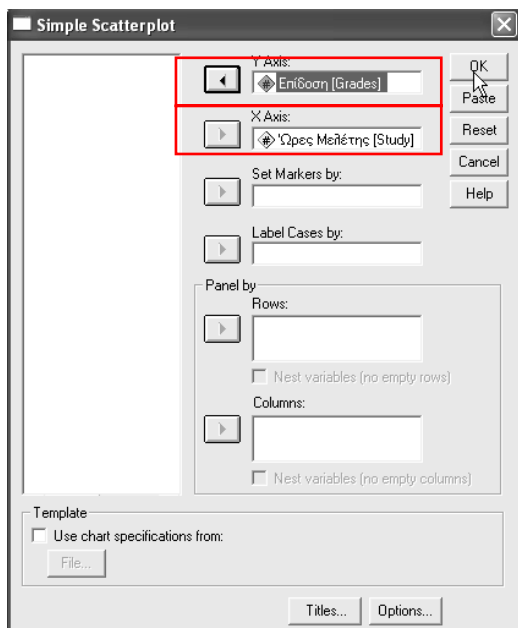 Simple Scatterplot
Y Axis:
Επίδοση [Grades]
X Axis:
'Ώρες Μελέτης [Study]
Set Markers by:
Label Cases by:
Panel by
Rows:
Nest variables (no empty rows)
Columns:
Nest variables (no empty columns)
Template
Use chart specifications from:
File...
OK
Paste
Reset
Cancel
Help
Titles...
Options...